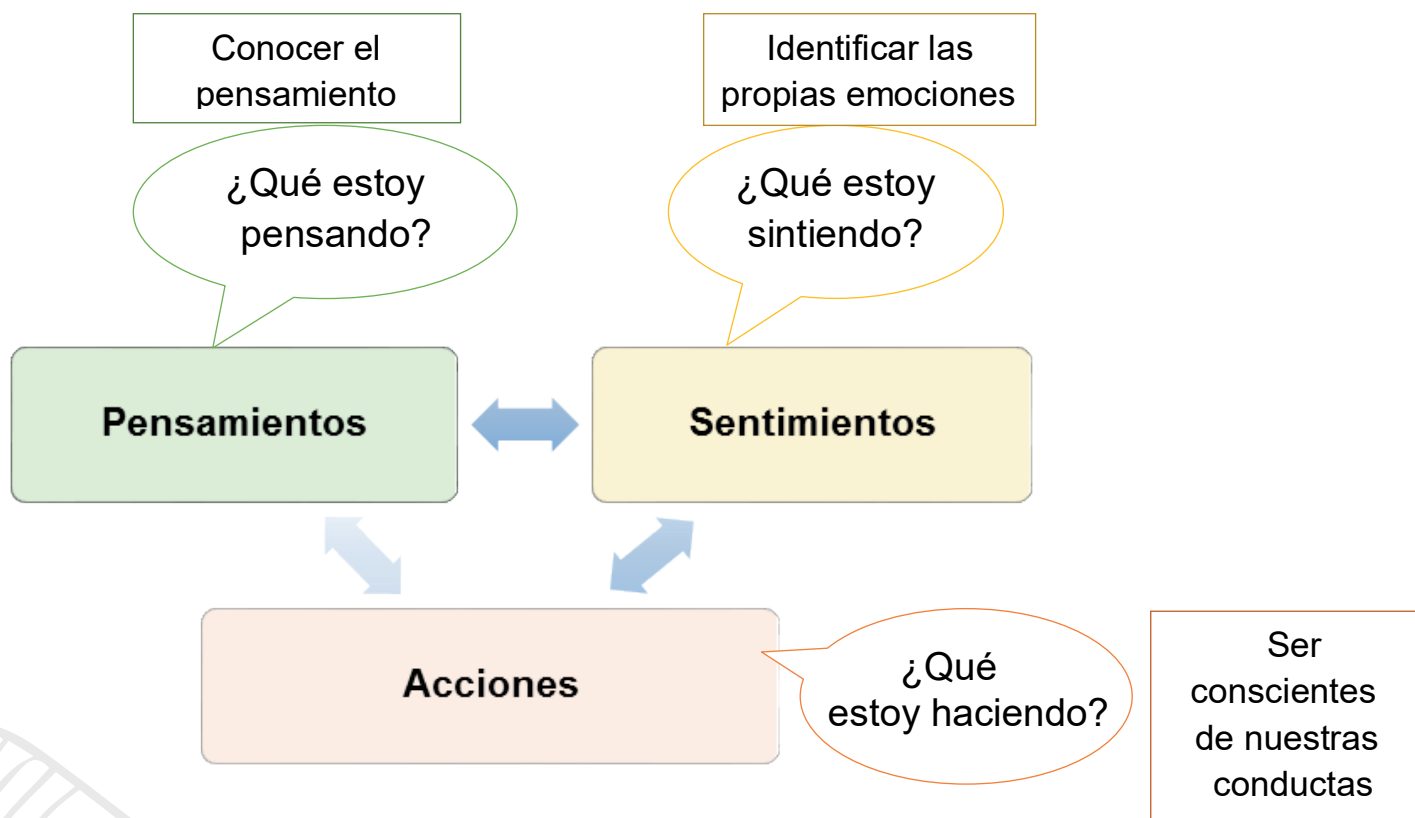 Conocer el
pensamiento
Identificar las
propias emociones
¿Qué estoy
pensando?
¿Qué estoy
sintiendo?
Pensamientos
Sentimientos
Acciones
¿Qué
estoy haciendo?
Ser
conscientes
de nuestras
conductas